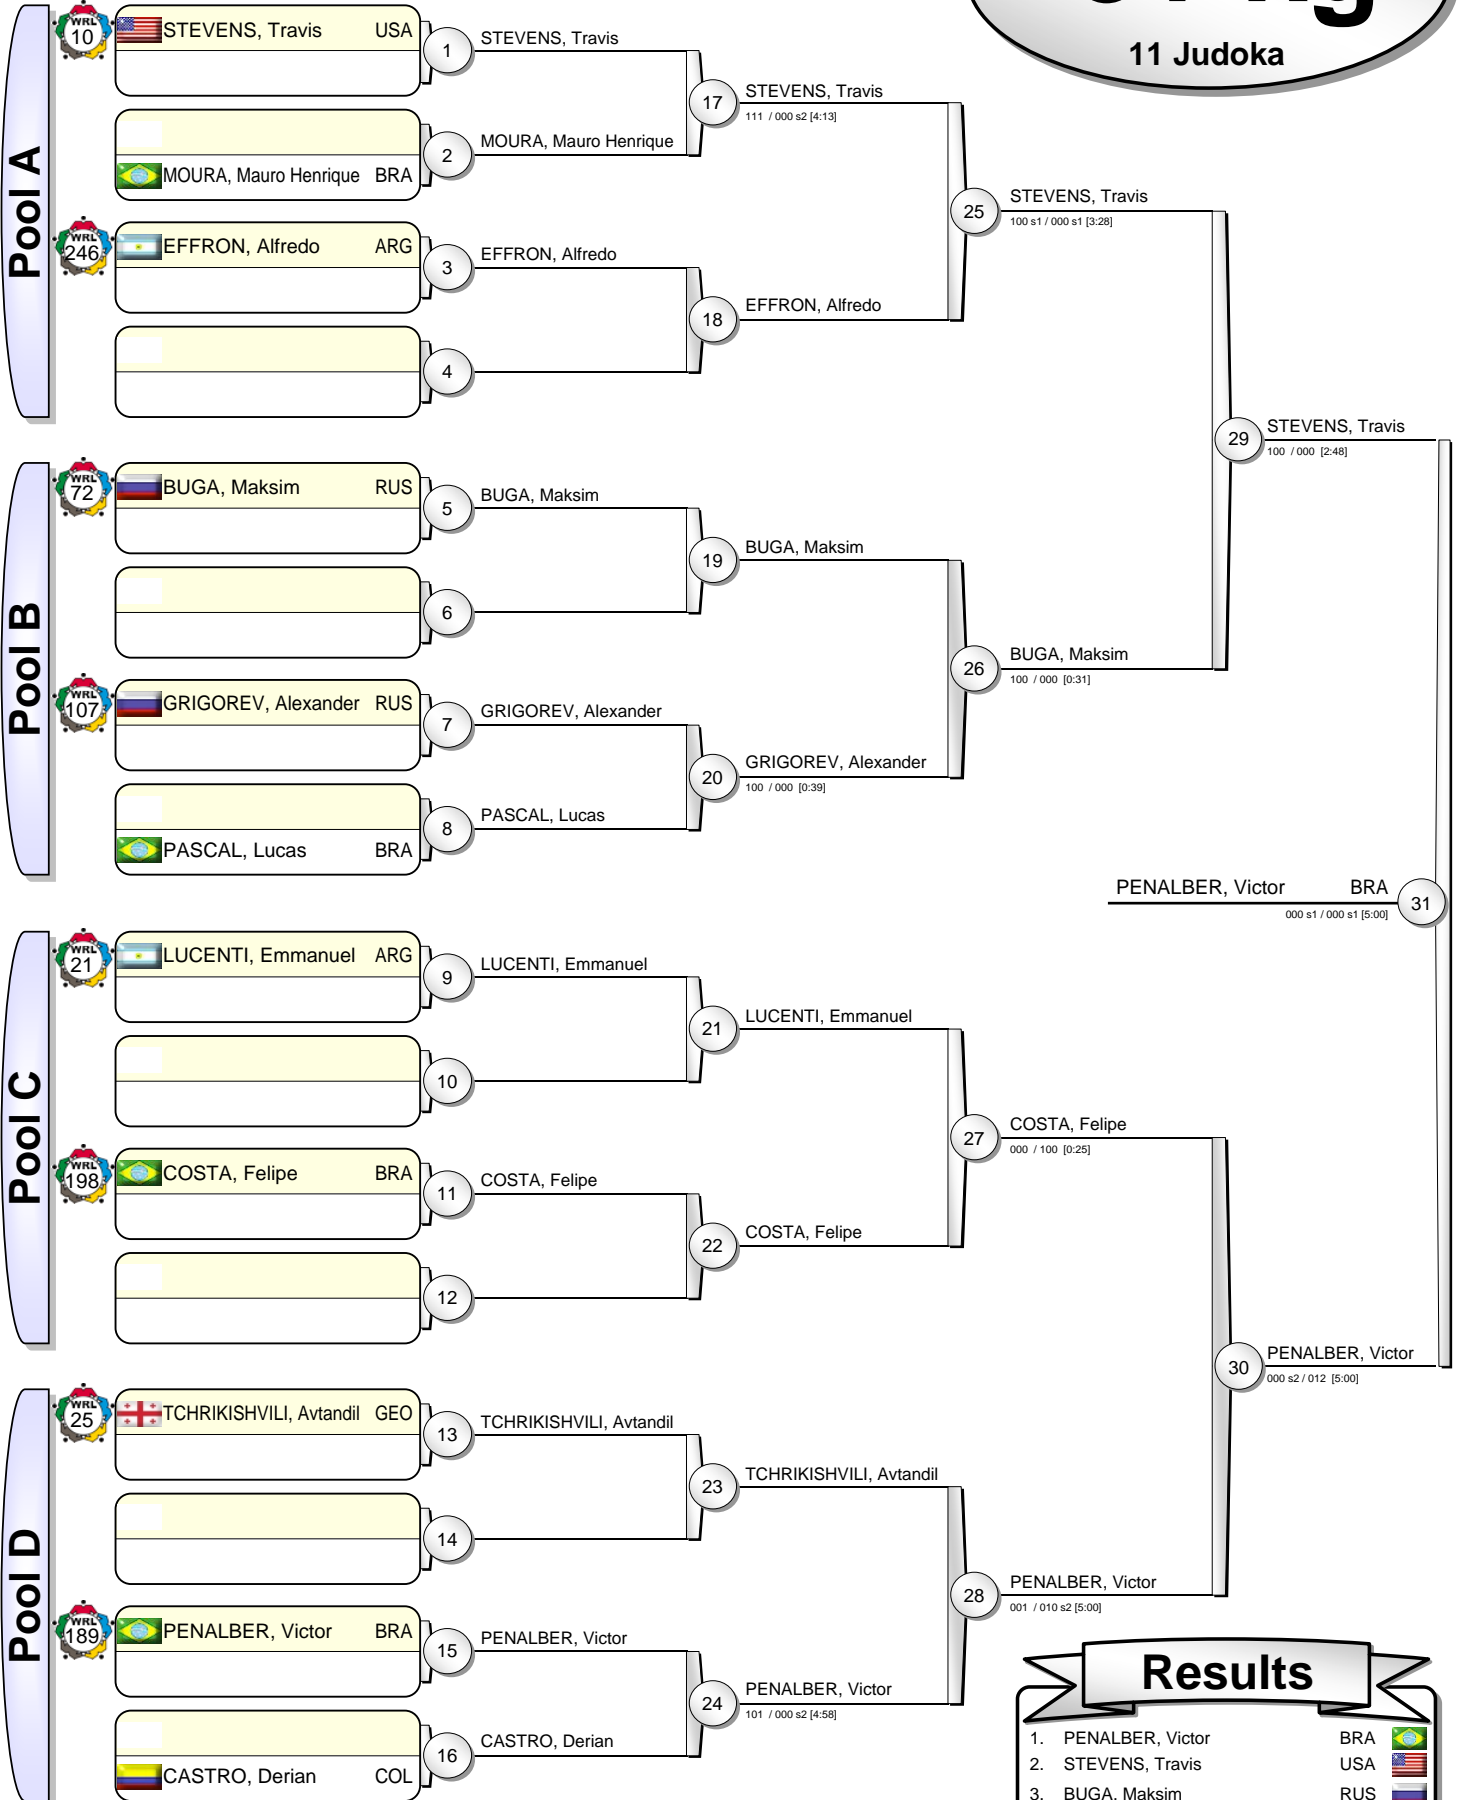 11 Judoka
Pool A
WRL 10 STEVENS, Travis USA
1 STEVENS, Travis
MOURA, Mauro Henrique BRA
2 MOURA, Mauro Henrique
17 STEVENS, Travis
111 / 000 s2 [4:13]
WRL 246 EFFRON, Alfredo ARG
3 EFFRON, Alfredo
4
18 EFFRON, Alfredo
25 STEVENS, Travis
100 s1 / 000 s1 [3:28]
Pool B
WRL 72 BUGA, Maksim RUS
5 BUGA, Maksim
6
19 BUGA, Maksim
WRL 107 GRIGOREV, Alexander RUS
7 GRIGOREV, Alexander
PASCAL, Lucas BRA
8 PASCAL, Lucas
20 GRIGOREV, Alexander
100 / 000 [0:39]
26 BUGA, Maksim
100 / 000 [0:31]
29 STEVENS, Travis
100 / 000 [2:48]
PENALBER, Victor BRA 31
000 s1 / 000 s1 [5:00]
Pool C
WRL 21 LUCENTI, Emmanuel ARG
9 LUCENTI, Emmanuel
10
21 LUCENTI, Emmanuel
WRL 198 COSTA, Felipe BRA
11 COSTA, Felipe
12
22 COSTA, Felipe
27 COSTA, Felipe
000 / 100 [0:25]
Pool D
WRL 25 TCHRIKISHVILI, Avtandil GEO
13 TCHRIKISHVILI, Avtandil
14
23 TCHRIKISHVILI, Avtandil
WRL 189 PENALBER, Victor BRA
15 PENALBER, Victor
CASTRO, Derian COL
16 CASTRO, Derian
24 PENALBER, Victor
101 / 000 s2 [4:58]
28 PENALBER, Victor
001 / 010 s2 [5:00]
30 PENALBER, Victor
000 s2 / 012 [5:00]
Results
1. PENALBER, Victor BRA
2. STEVENS, Travis USA
3. BUGA, Maksim RUS